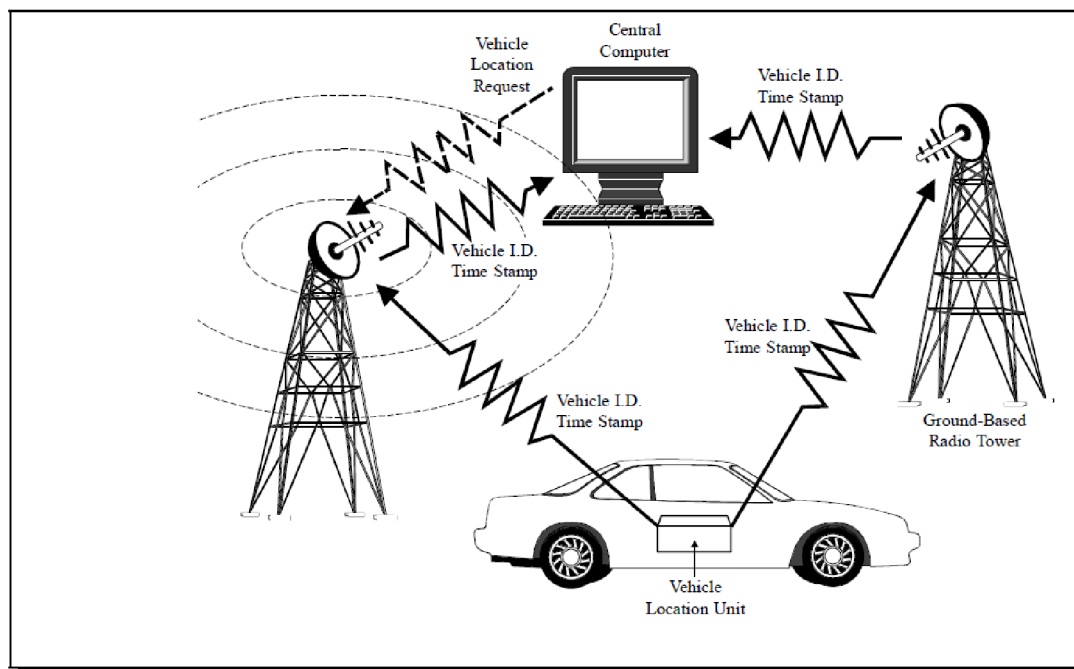 Central
Computer
Vehicle
Location
Request
Vehicle I.D.
Time Stamp
Vehicle I.D.
Time Stamp
Vehicle I.D.
Time Stamp
Vehicle I.D.
Time Stamp
Ground-Based
Radio Tower
Vehicle
Location Unit